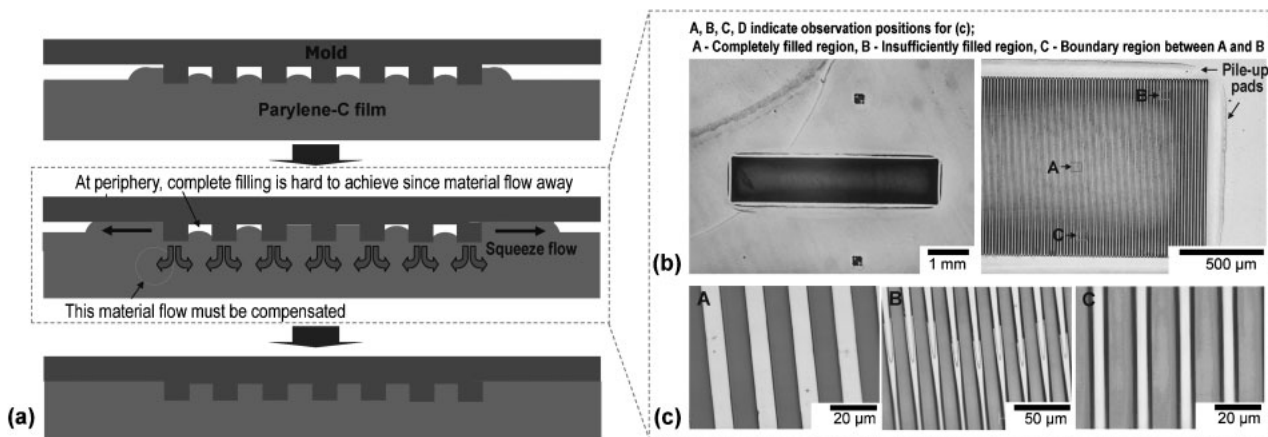 Mold
Parylene-C film
At periphery, complete filling is hard to achieve since material flow away
Squeeze flow
This material flow must be compensated
(a)
A, B, C, D indicate observation positions for (c);
A - Completely filled region, B - Insufficiently filled region, C - Boundary region between A and B
Pile-up
pads
B
A
C
(b)
1 mm
500 µm
A
B
C
(c)
20 µm
50 µm
20 µm